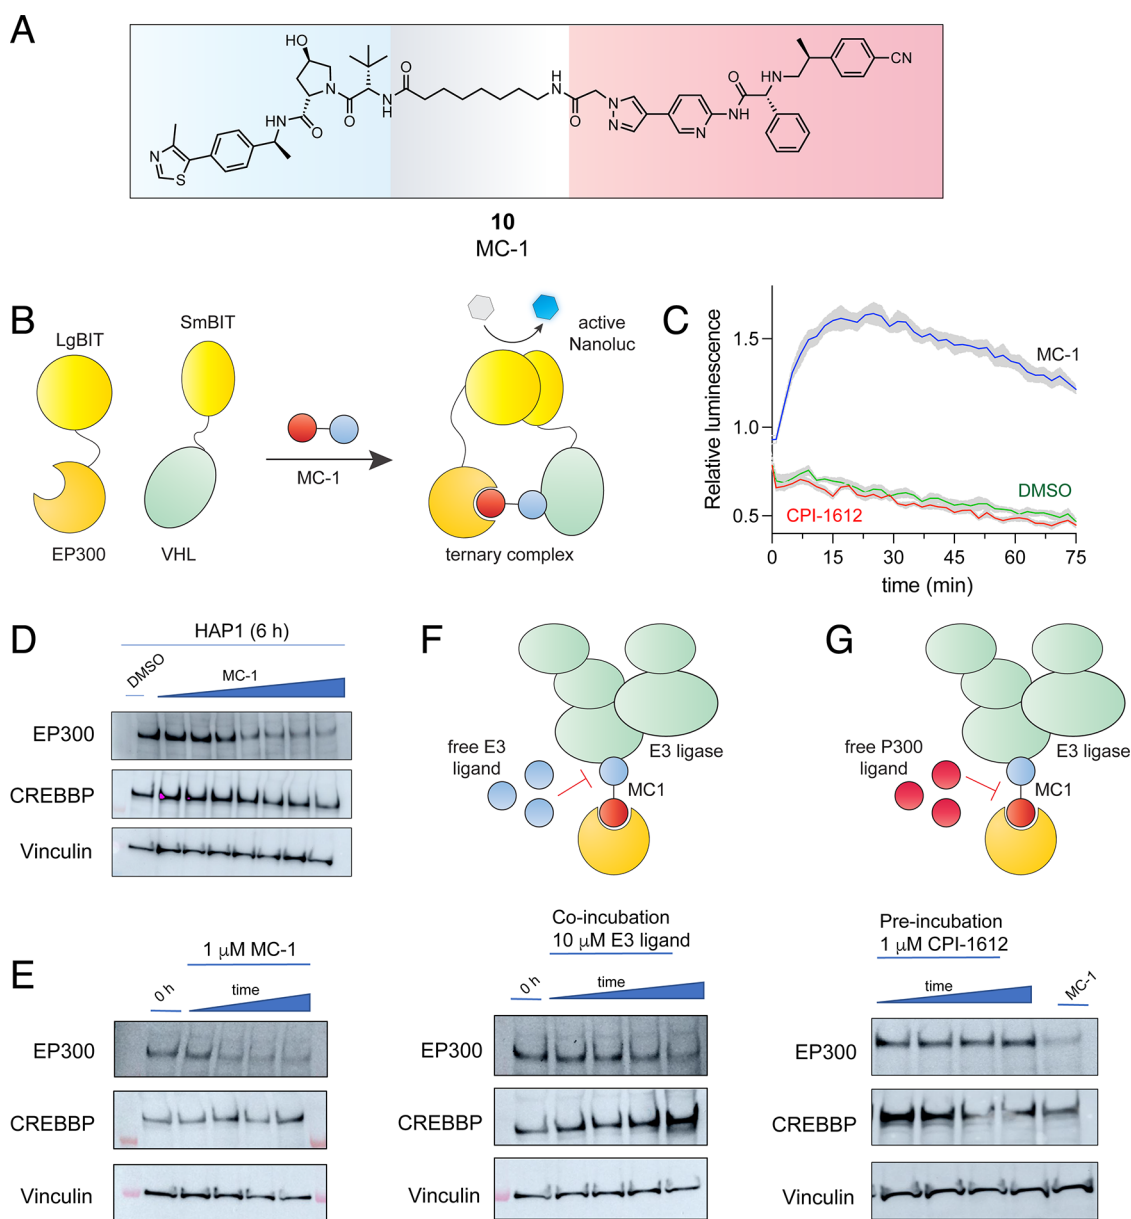 A
HO
O
N
O
N
H
O
NH
O
N
S
H
N
O
N
N
N
O
NH
HN
CN
10
MC-1
B
LgBIT
SmBIT
active
Nanoluc
MC-1
EP300
VHL
ternary complex
C
Relative luminescence
1.5
1.0
0.5
MC-1
DMSO
CPI-1612
0
15
30
45
60
75
time (min)
D
HAP1 (6 h)
DMSO
MC-1
EP300
CREBBP
Vinculin
F
free E3
ligand
E3 ligase
MC1
G
free P300
ligand
E3 ligase
MC1
E
1 μM MC-1
0 h
time
EP300
CREBBP
Vinculin
Co-incubation
10 μM E3 ligand
0 h
time
EP300
CREBBP
Vinculin
Pre-incubation
1 μM CPI-1612
time
MC-1
EP300
CREBBP
Vinculin